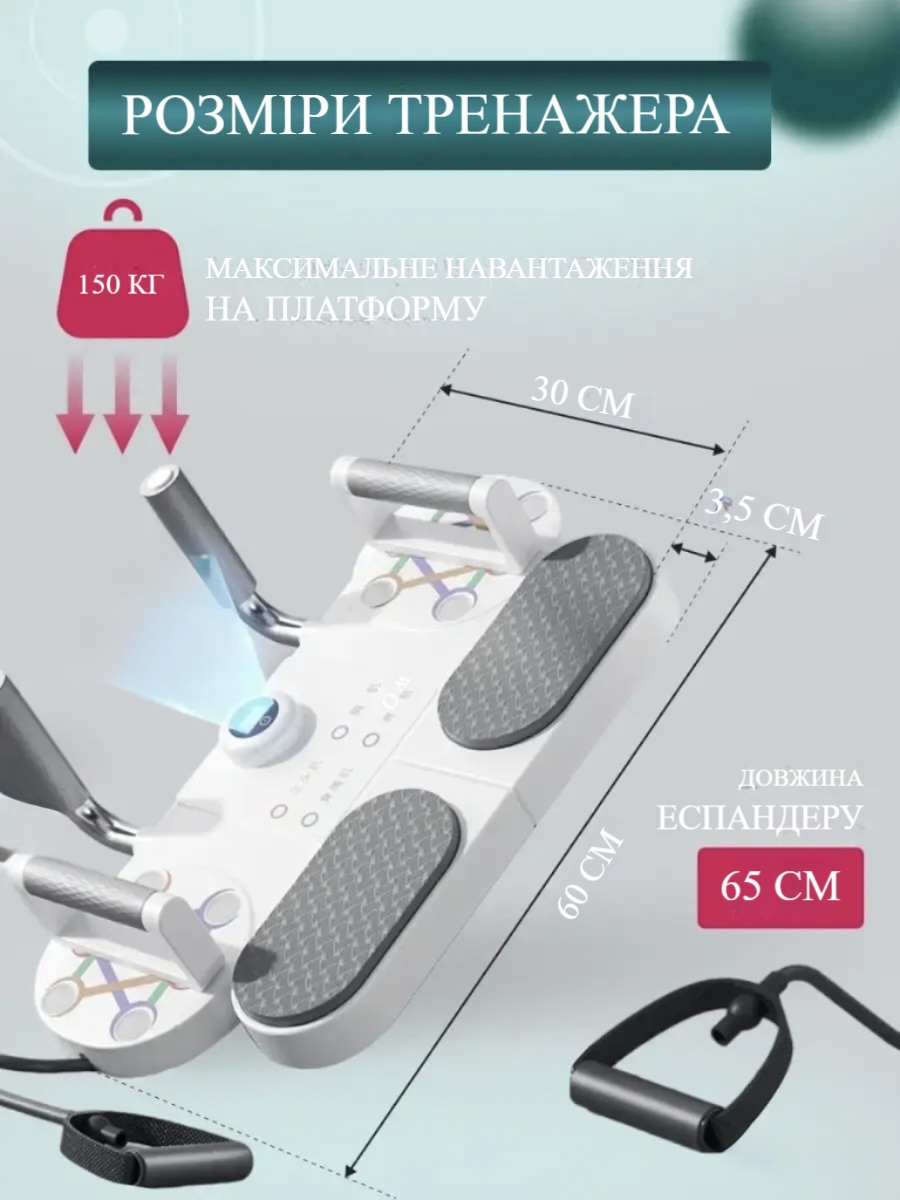 РОЗМІРИ ТРЕНАЖЕРА
150 КГ
МАКСИМАЛЬНЕ НАВАНТАЖЕННЯ
НА ПЛАТФОРМУ
30 СМ
3,5 СМ
60 СМ
ДОВЖИНА
ЕСПАНДЕРУ
65 СМ